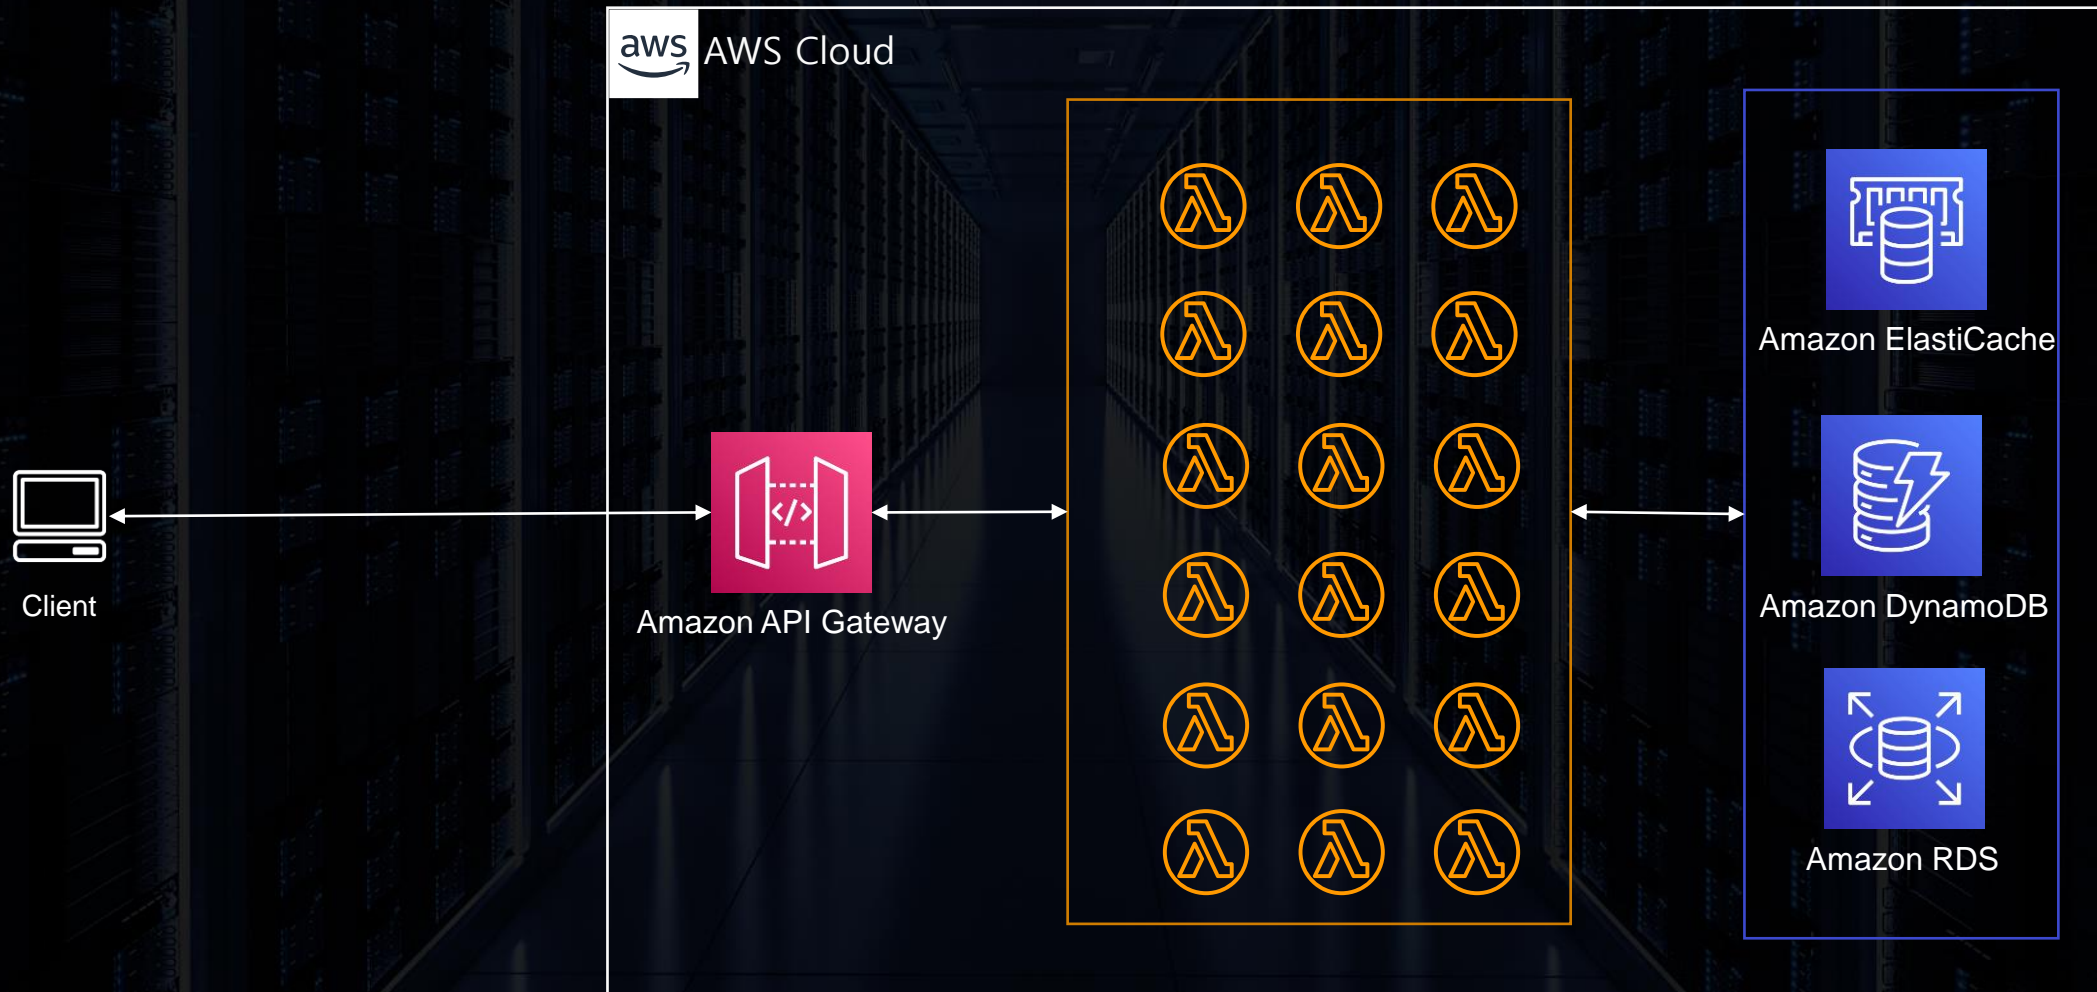 aws
AWS Cloud
Client
Amazon API Gateway
</>
Amazon ElastiCache
Amazon DynamoDB
Amazon RDS